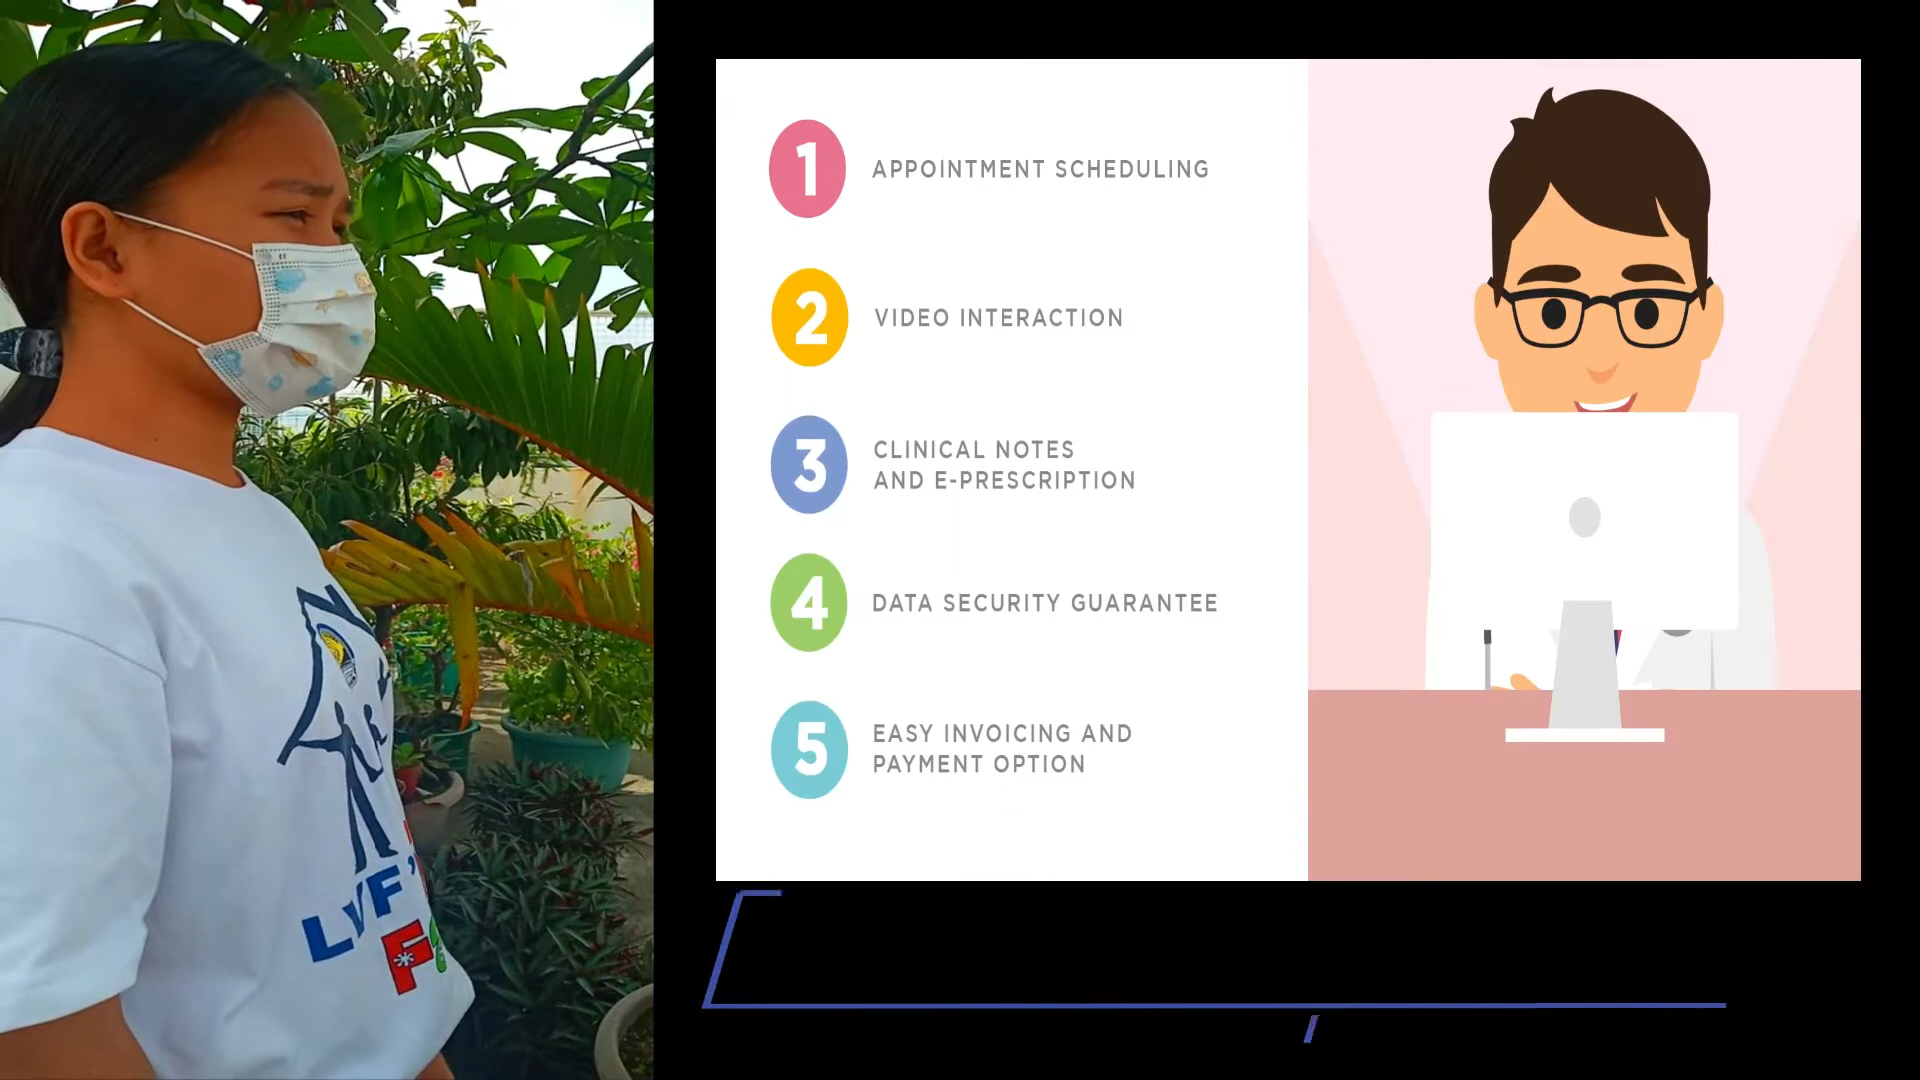 1
APPOINTMENT SCHEDULING
2
VIDEO INTERACTION
3
CLINICAL NOTES
AND E-PRESCRIPTION
4
DATA SECURITY GUARANTEE
5
EASY INVOICING AND
PAYMENT OPTION